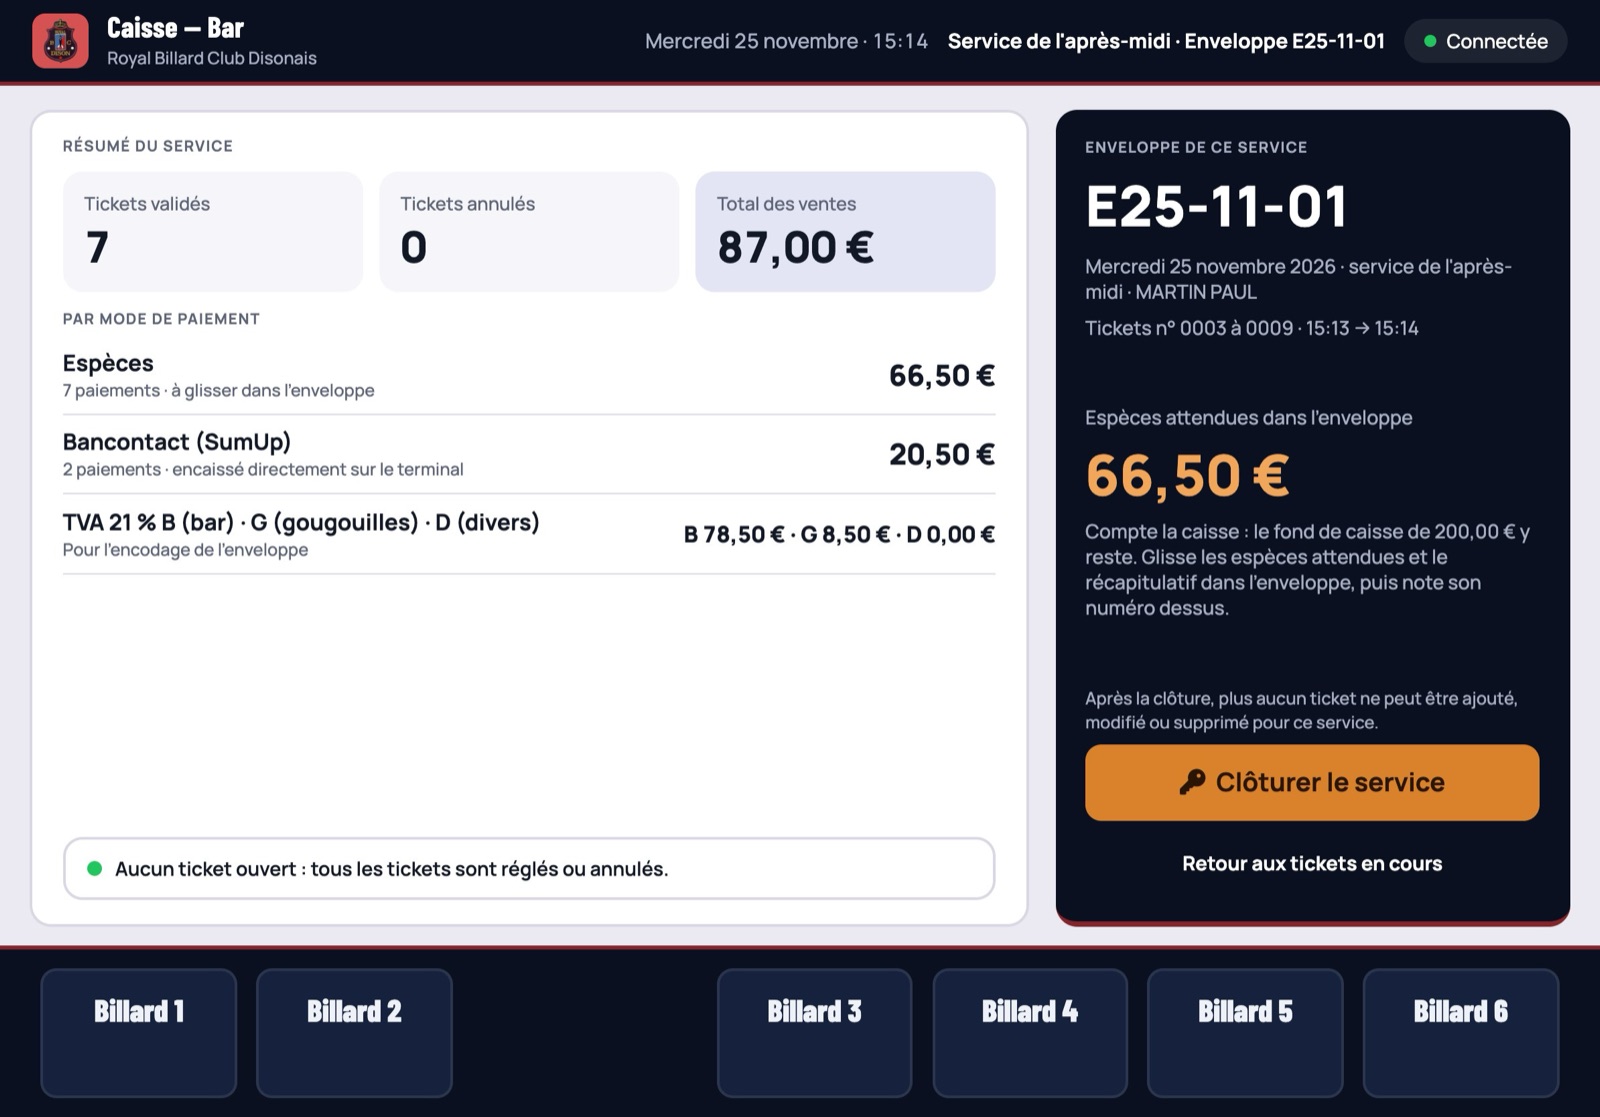 Caisse – Bar
Royal Billard Club Disonais
Mercredi 25 novembre · 15:14
Service de l'après-midi · Enveloppe E25-11-01
Connectée
RÉSUMÉ DU SERVICE
Tickets validés
7
Tickets annulés
0
Total des ventes
87,00 €
PAR MODE DE PAIEMENT
Espèces
7 paiements · à glisser dans l'enveloppe
66,50 €
Bancontact (SumUp)
2 paiements · encaissé directement sur le terminal
20,50 €
TVA 21 % B (bar) · G (gougouilles) · D (divers)
Pour l'encodage de l'enveloppe
B 78,50 € · G 8,50 € · D 0,00 €
Aucun ticket ouvert : tous les tickets sont réglés ou annulés.
ENVELOPPE DE CE SERVICE
E25-11-01
Mercredi 25 novembre 2026 · service de l'après-
midi · MARTIN PAUL
Tickets n° 0003 à 0009 · 15:13 → 15:14
Espèces attendues dans l'enveloppe
66,50 €
Compte la caisse : le fond de caisse de 200,00 € y
reste. Glisse les espèces attendues et le
récapitulatif dans l'enveloppe, puis note son
numéro dessus.
Après la clôture, plus aucun ticket ne peut être ajouté,
modifié ou supprimé pour ce service.
Clôturer le service
Retour aux tickets en cours
Billard 1
Billard 2
Billard 3
Billard 4
Billard 5
Billard 6